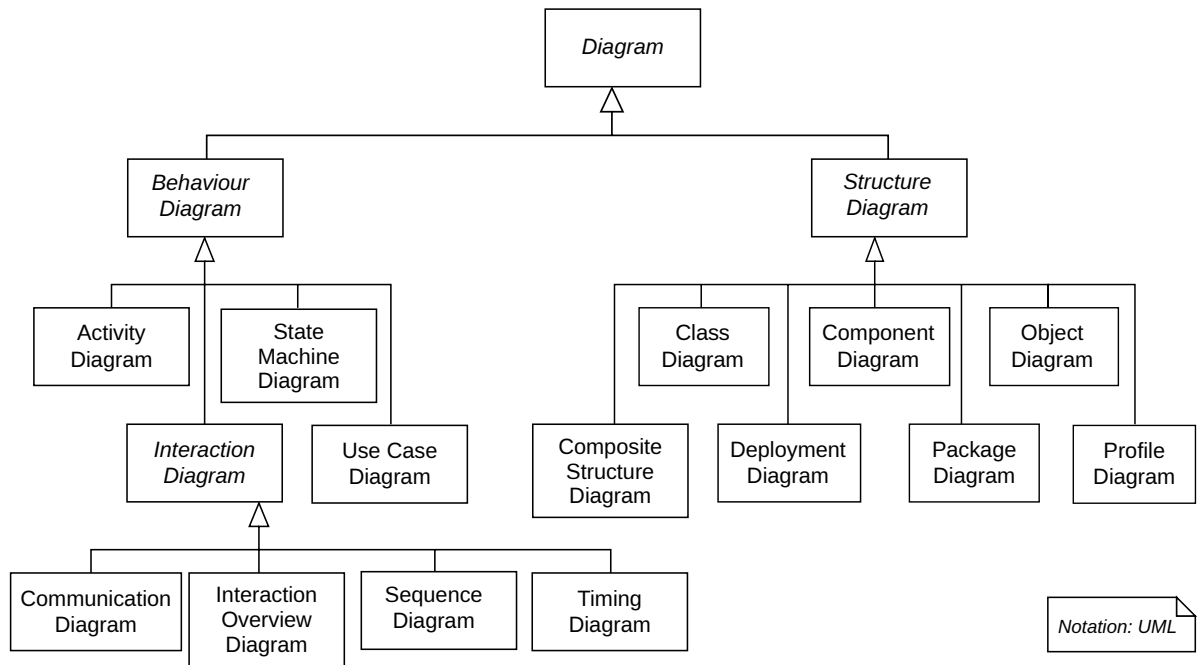 Diagram
Behaviour
Diagram
Structure
Diagram
Activity
Diagram
State
Machine
Diagram
Class
Diagram
Component
Diagram
Object
Diagram
Interaction
Diagram
Use Case
Diagram
Composite
Structure
Diagram
Deployment
Diagram
Package
Diagram
Profile
Diagram
Communication
Diagram
Interaction
Overview
Diagram
Sequence
Diagram
Timing
Diagram
Notation: UML